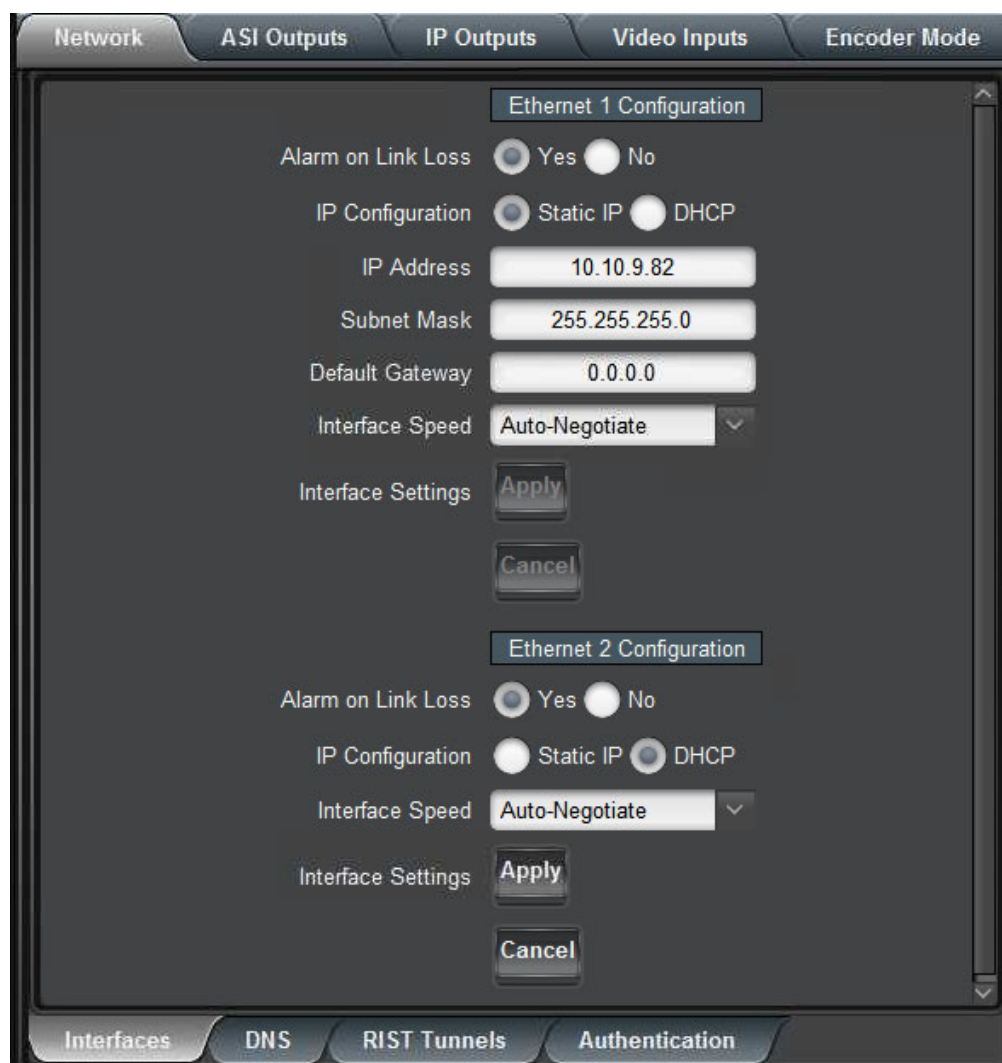 Network ASI Outputs IP Outputs Video Inputs Encoder Mode
Ethernet 1 Configuration
Alarm on Link Loss Yes No
IP Configuration Static IP DHCP
IP Address 10.10.9.82
Subnet Mask 255.255.255.0
Default Gateway 0.0.0.0
Interface Speed Auto-Negotiate
Interface Settings Apply
Cancel
Ethernet 2 Configuration
Alarm on Link Loss Yes No
IP Configuration Static IP DHCP
Interface Speed Auto-Negotiate
Interface Settings Apply
Cancel
Interfaces DNS RIST Tunnels Authentication